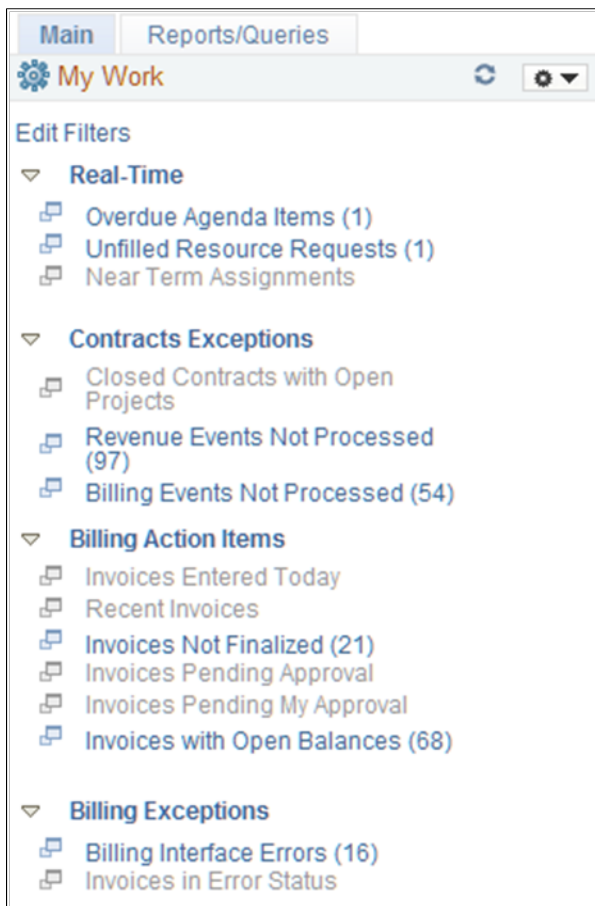 Main Reports/Queries
My Work
Edit Filters
Real-Time
Overdue Agenda Items (1)
Unfilled Resource Requests (1)
Near Term Assignments
Contracts Exceptions
Closed Contracts with Open
Projects
Revenue Events Not Processed
(97)
Billing Events Not Processed (54)
Billing Action Items
Invoices Entered Today
Recent Invoices
Invoices Not Finalized (21)
Invoices Pending Approval
Invoices Pending My Approval
Invoices with Open Balances (68)
Billing Exceptions
Billing Interface Errors (16)
Invoices in Error Status